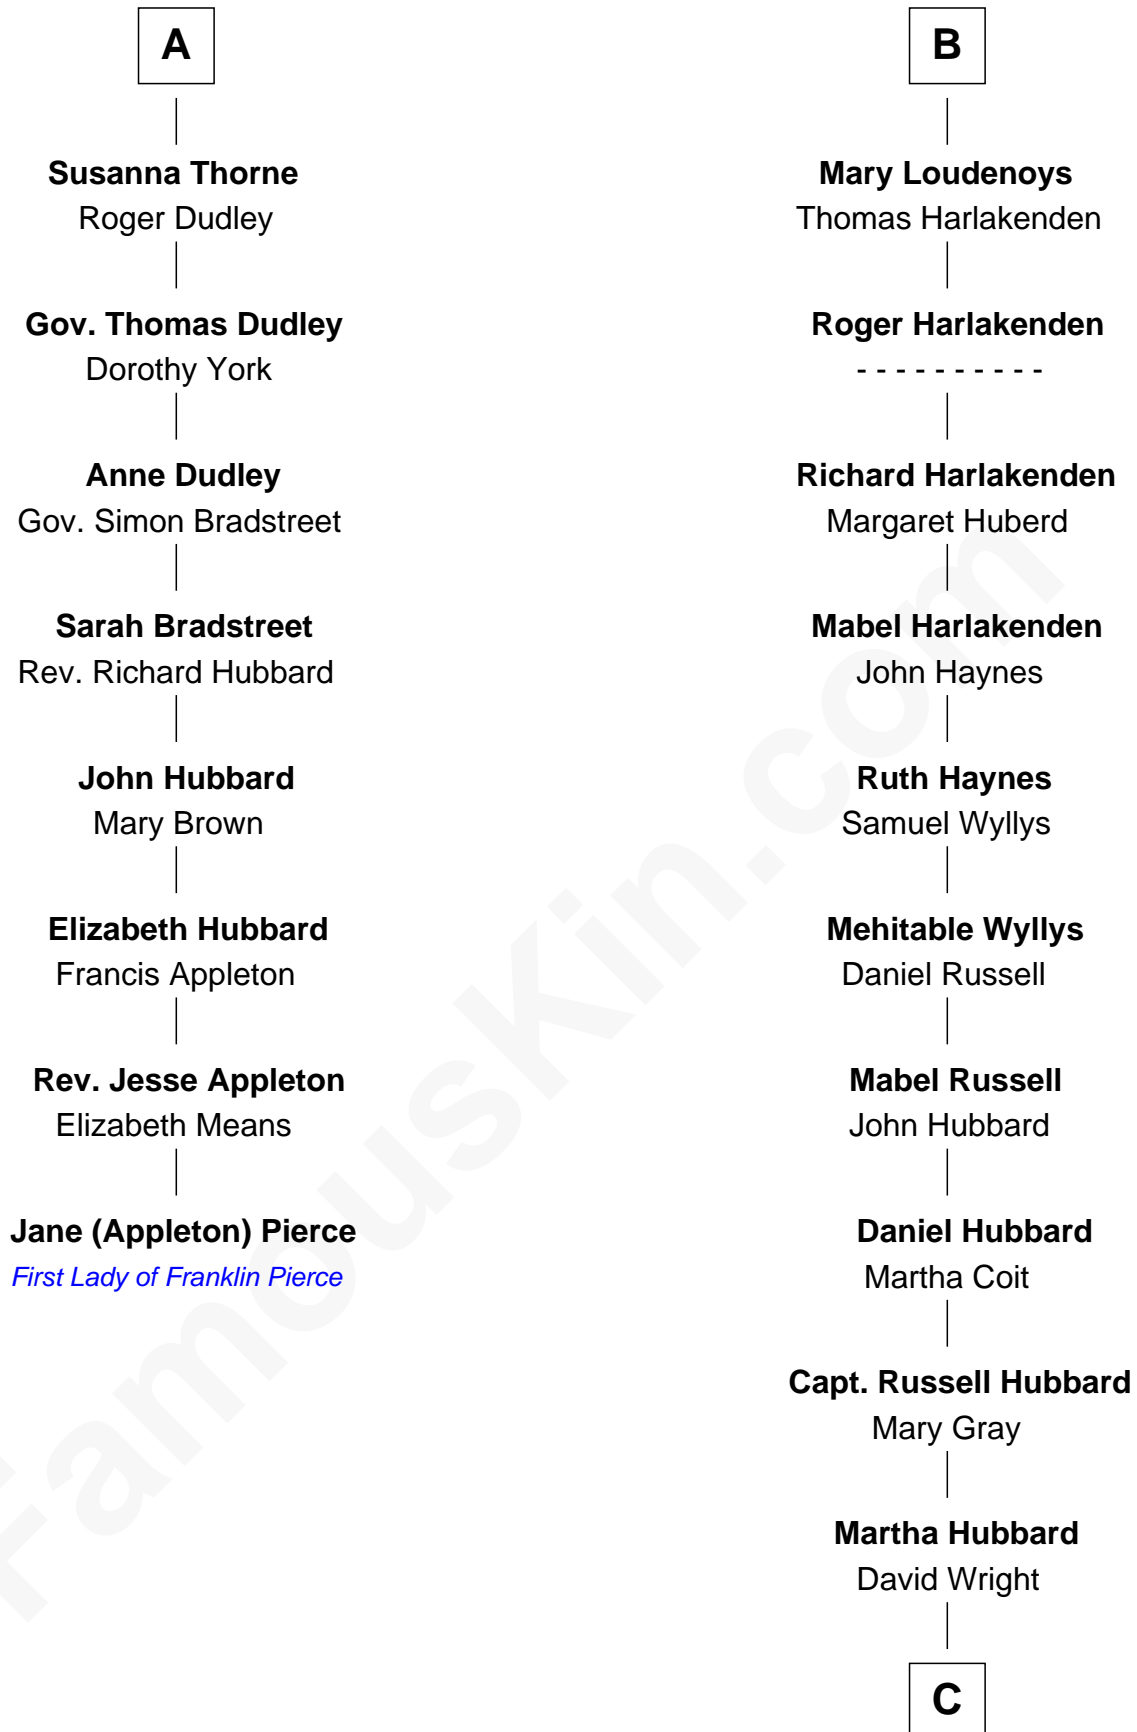 A
Susanna Thorne
Roger Dudley
Gov. Thomas Dudley
Dorothy York
Anne Dudley
Gov. Simon Bradstreet
Sarah Bradstreet
Rev. Richard Hubbard
John Hubbard
Mary Brown
Elizabeth Hubbard
Francis Appleton
Rev. Jesse Appleton
Elizabeth Means
Jane (Appleton) Pierce
First Lady of Franklin Pierce
B
Mary Loudenoys
Thomas Harlakenden
Roger Harlakenden
- - - - - - - - - -
Richard Harlakenden
Margaret Huberd
Mabel Harlakenden
John Haynes
Ruth Haynes
Samuel Wyllys
Mehitable Wyllys
Daniel Russell
Mabel Russell
John Hubbard
Daniel Hubbard
Martha Coit
Capt. Russell Hubbard
Mary Gray
Martha Hubbard
David Wright
C
FamousKin.com